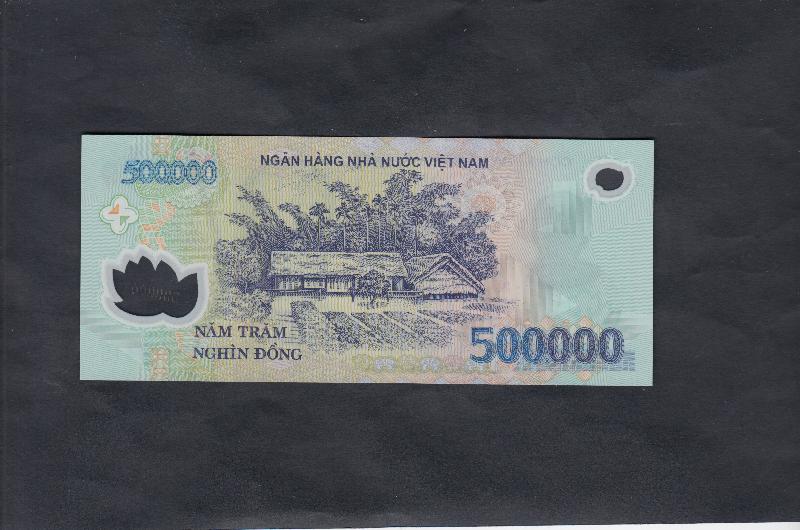 NGÂN HÀNG NHÀ NƯỚC VIỆT NAM
500000
NĂM TRĂM
NGHÌN ĐỒNG
500000